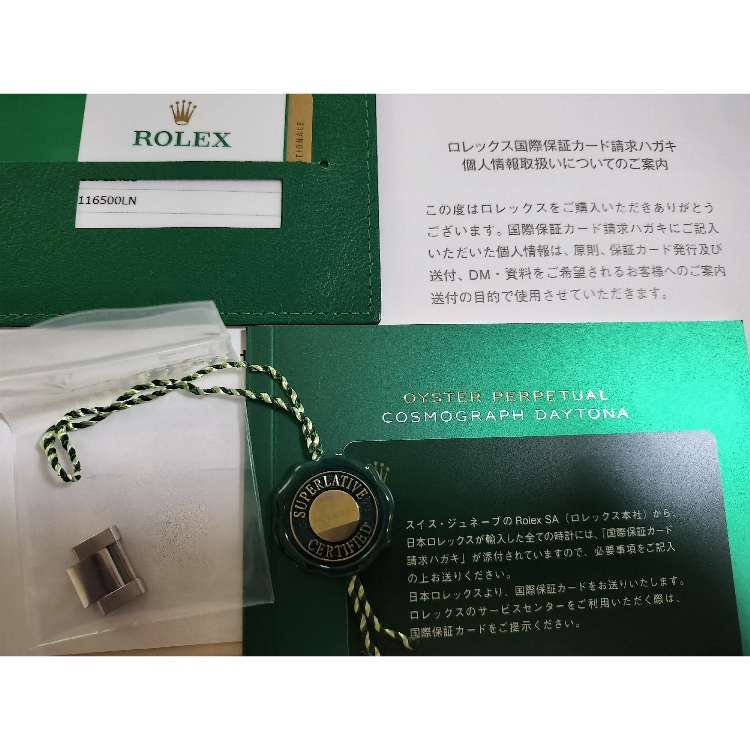 ROLEX
NATIONALE
116500LN
ロレックス国際保証カード請求ハガキ
個人情報取扱いについてのご案内
この度はロレックスをご購入いただきありがとう
ございます。国際保証カード請求ハガキにご記入
いただいた個人情報は、原則、保証カード発行及び
送付、DM・資料をご希望されるお客様へのご案内
送付の目的で使用させていただきます。
OYSTER PERPETUAL
COSMOGRAPH DAYTONA
SUPERLATIVE
CERTIFIED
スイス・ジュネーブのRolex SA（ロレックス本社）から、
日本ロレックスが輸入した全ての時計には、「国際保証カード
請求ハガキ」が添付されていますので、必要事項をご記入
の上お送りください。
日本ロレックスより、国際保証カードをお送りいたします。
ロレックスのサービスセンターをご利用いただく際は、
国際保証カードをご提示ください。